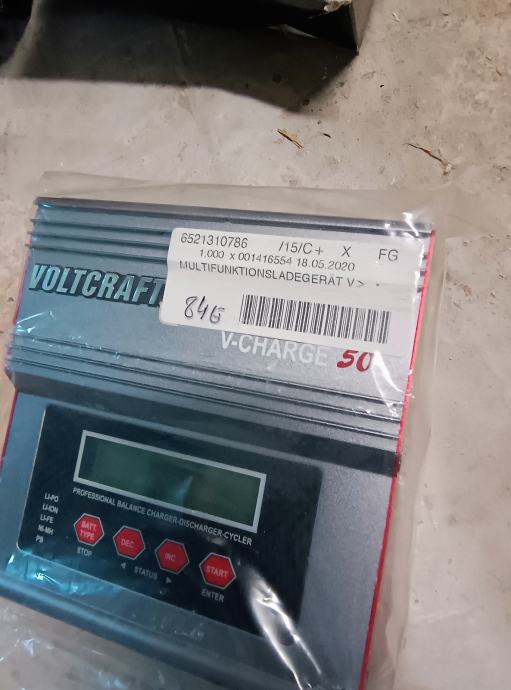 6521310786 /15/C+ X FG
1,000 x 001416554 18.05.2020
MULTIFUNKTIONSLADEGERÄT V>
84G
VOLTCRAFT
V-CHARGE 50
PROFESSIONAL BALANCE CHARGER-DISCHARGER-CYCLER
LI-PO
LI-ION
LI-FE
NI-MH
PB
BATT TYPE
DEC
INC
START
STOP
◄ STATUS ►
ENTER